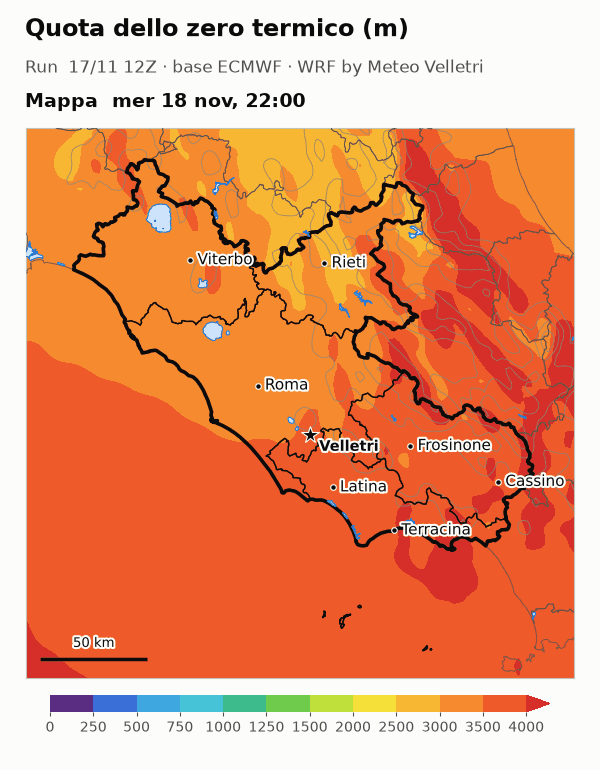 Quota dello zero termico (m)
Run  17/11 12Z · base ECMWF · WRF by Meteo Velletri
Mappa  mer 18 nov, 22:00
Viterbo
Rieti
Roma
Velletri
Frosinone
Cassino
Latina
Terracina
50 km
0 250 500 750 1000 1250 1500 2000 2500 3000 3500 4000